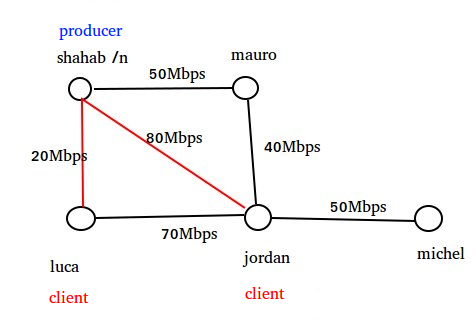 producer
shahab /n
mauro
50Mbps
80Mbps
40Mbps
20Mbps
50Mbps
70Mbps
michel
jordan
luca
client
client